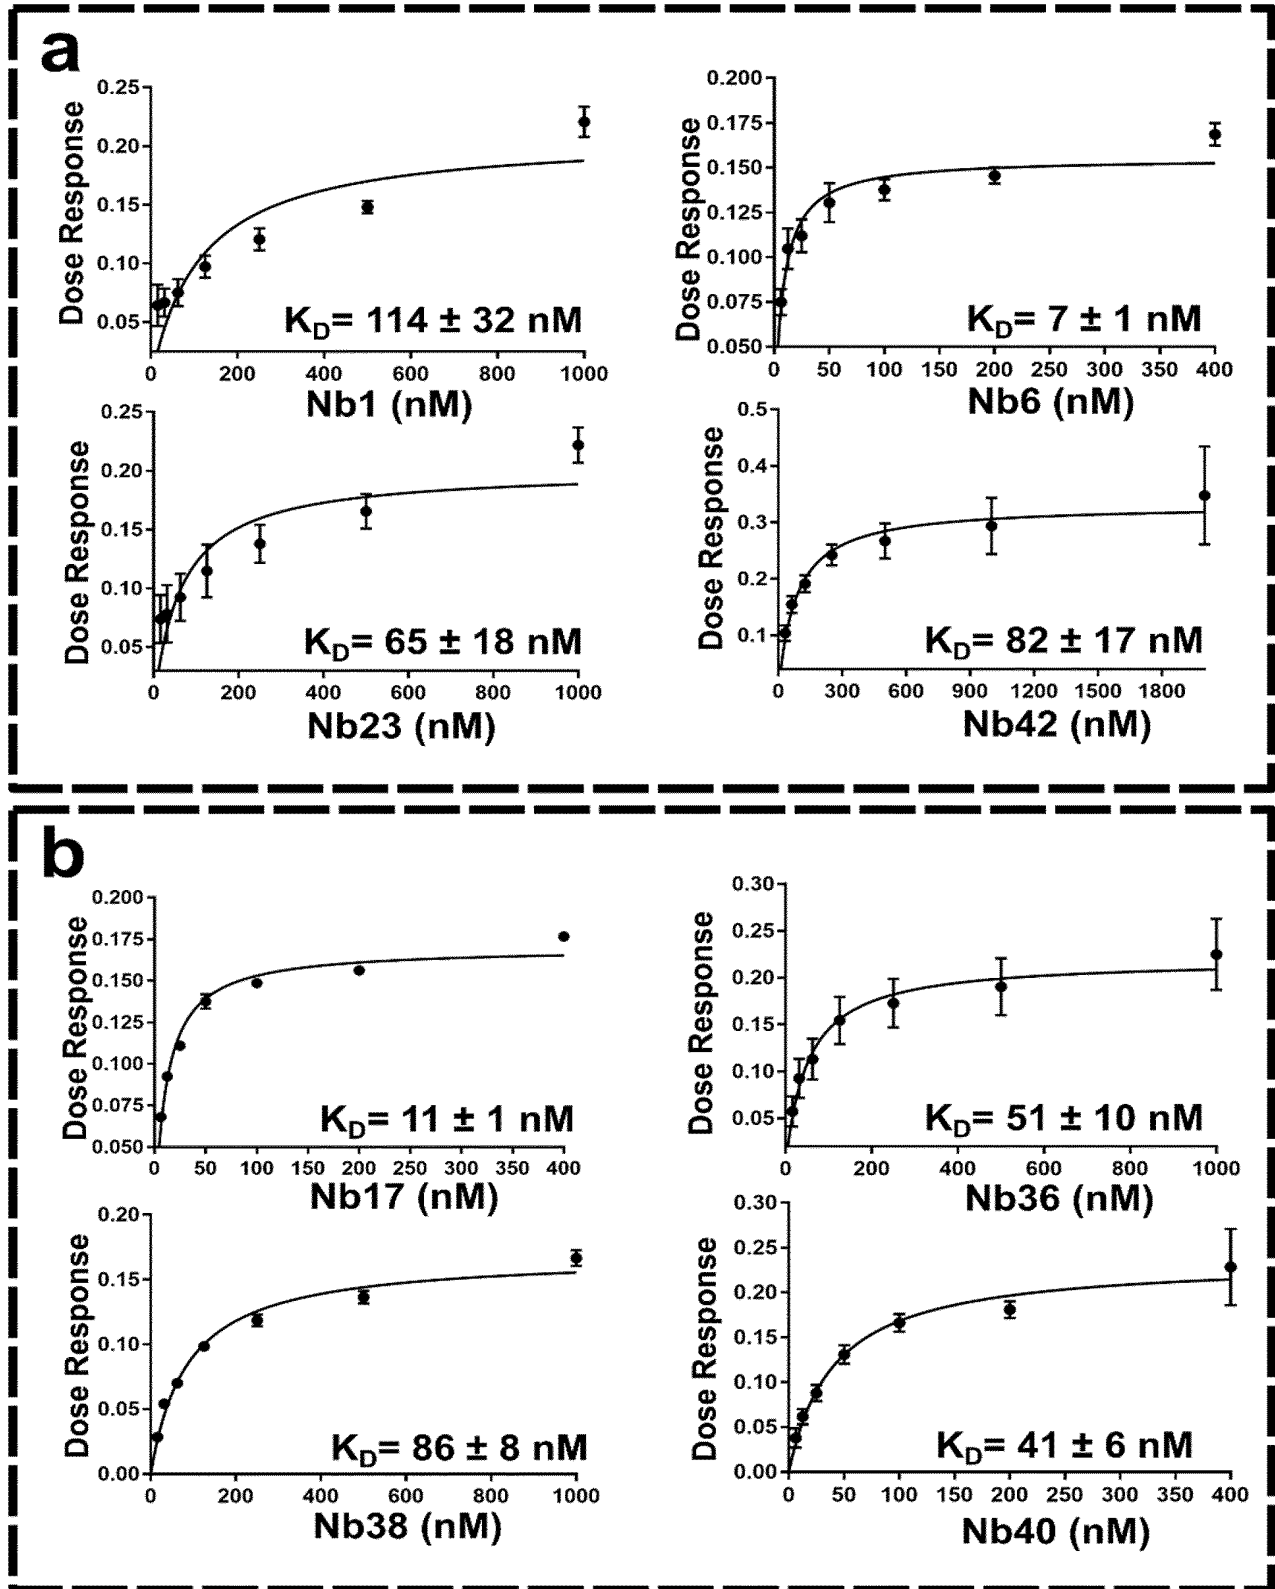 a
Dose Response
0.25
0.20
0.15
0.10
0.05
0 200 400 600 800 1000
K_D= 114 ± 32 nM
Nb1 (nM)
Dose Response
0.200
0.175
0.150
0.125
0.100
0.075
0.050
0 50 100 150 200 250 300 350 400
K_D= 7 ± 1 nM
Nb6 (nM)
Dose Response
0.25
0.20
0.15
0.10
0.05
0 200 400 600 800 1000
K_D= 65 ± 18 nM
Nb23 (nM)
Dose Response
0.5
0.4
0.3
0.2
0.1
0 300 600 900 1200 1500 1800
K_D= 82 ± 17 nM
Nb42 (nM)
b
Dose Response
0.200
0.175
0.150
0.125
0.100
0.075
0.050
0 50 100 150 200 250 300 350 400
K_D= 11 ± 1 nM
Nb17 (nM)
Dose Response
0.30
0.25
0.20
0.15
0.10
0.05
0 200 400 600 800 1000
K_D= 51 ± 10 nM
Nb36 (nM)
Dose Response
0.20
0.15
0.10
0.05
0.00
0 200 400 600 800 1000
K_D= 86 ± 8 nM
Nb38 (nM)
Dose Response
0.30
0.25
0.20
0.15
0.10
0.05
0.00
0 50 100 150 200 250 300 350 400
K_D= 41 ± 6 nM
Nb40 (nM)